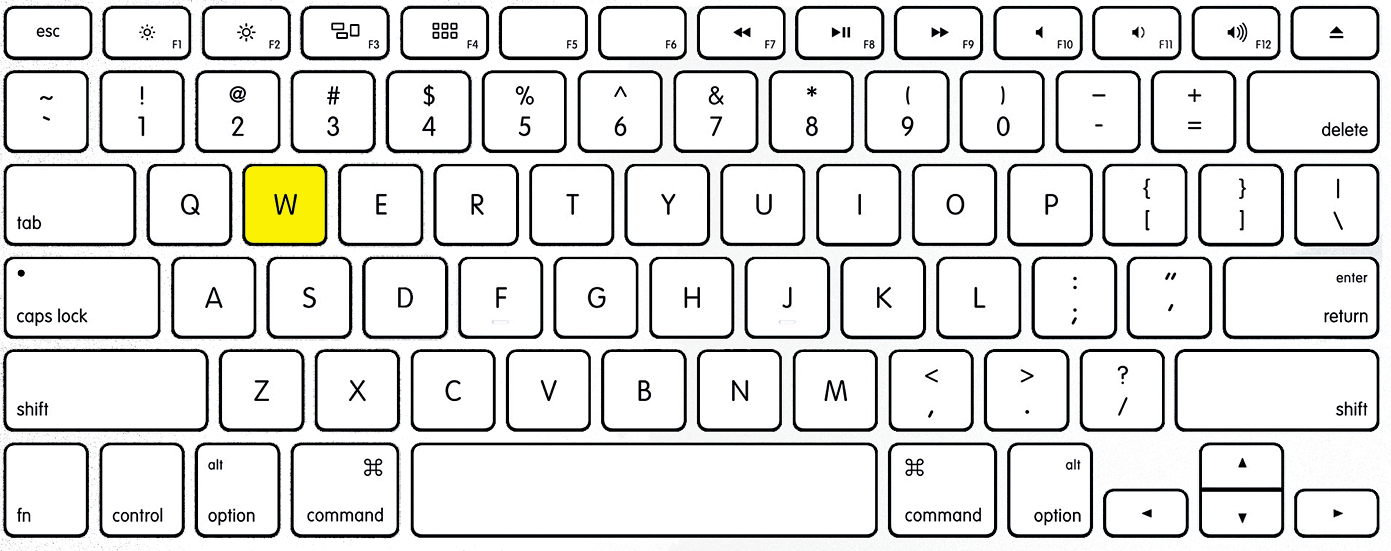 esc F1 F2 F3 F4 F5 F6 F7 F8 F9 F10 F11 F12
~ ! @ # $ % ^ & * ( ) – +
` 1 2 3 4 5 6 7 8 9 0 - = delete
tab Q W E R T Y U I O P { [ } ] | \
caps lock A S D F G H J K L : ; " ' enter return
shift Z X C V B N M < , > . ? / shift
fn control alt option ⌘ command ⌘ command alt option ◄ ▲ ▼ ►